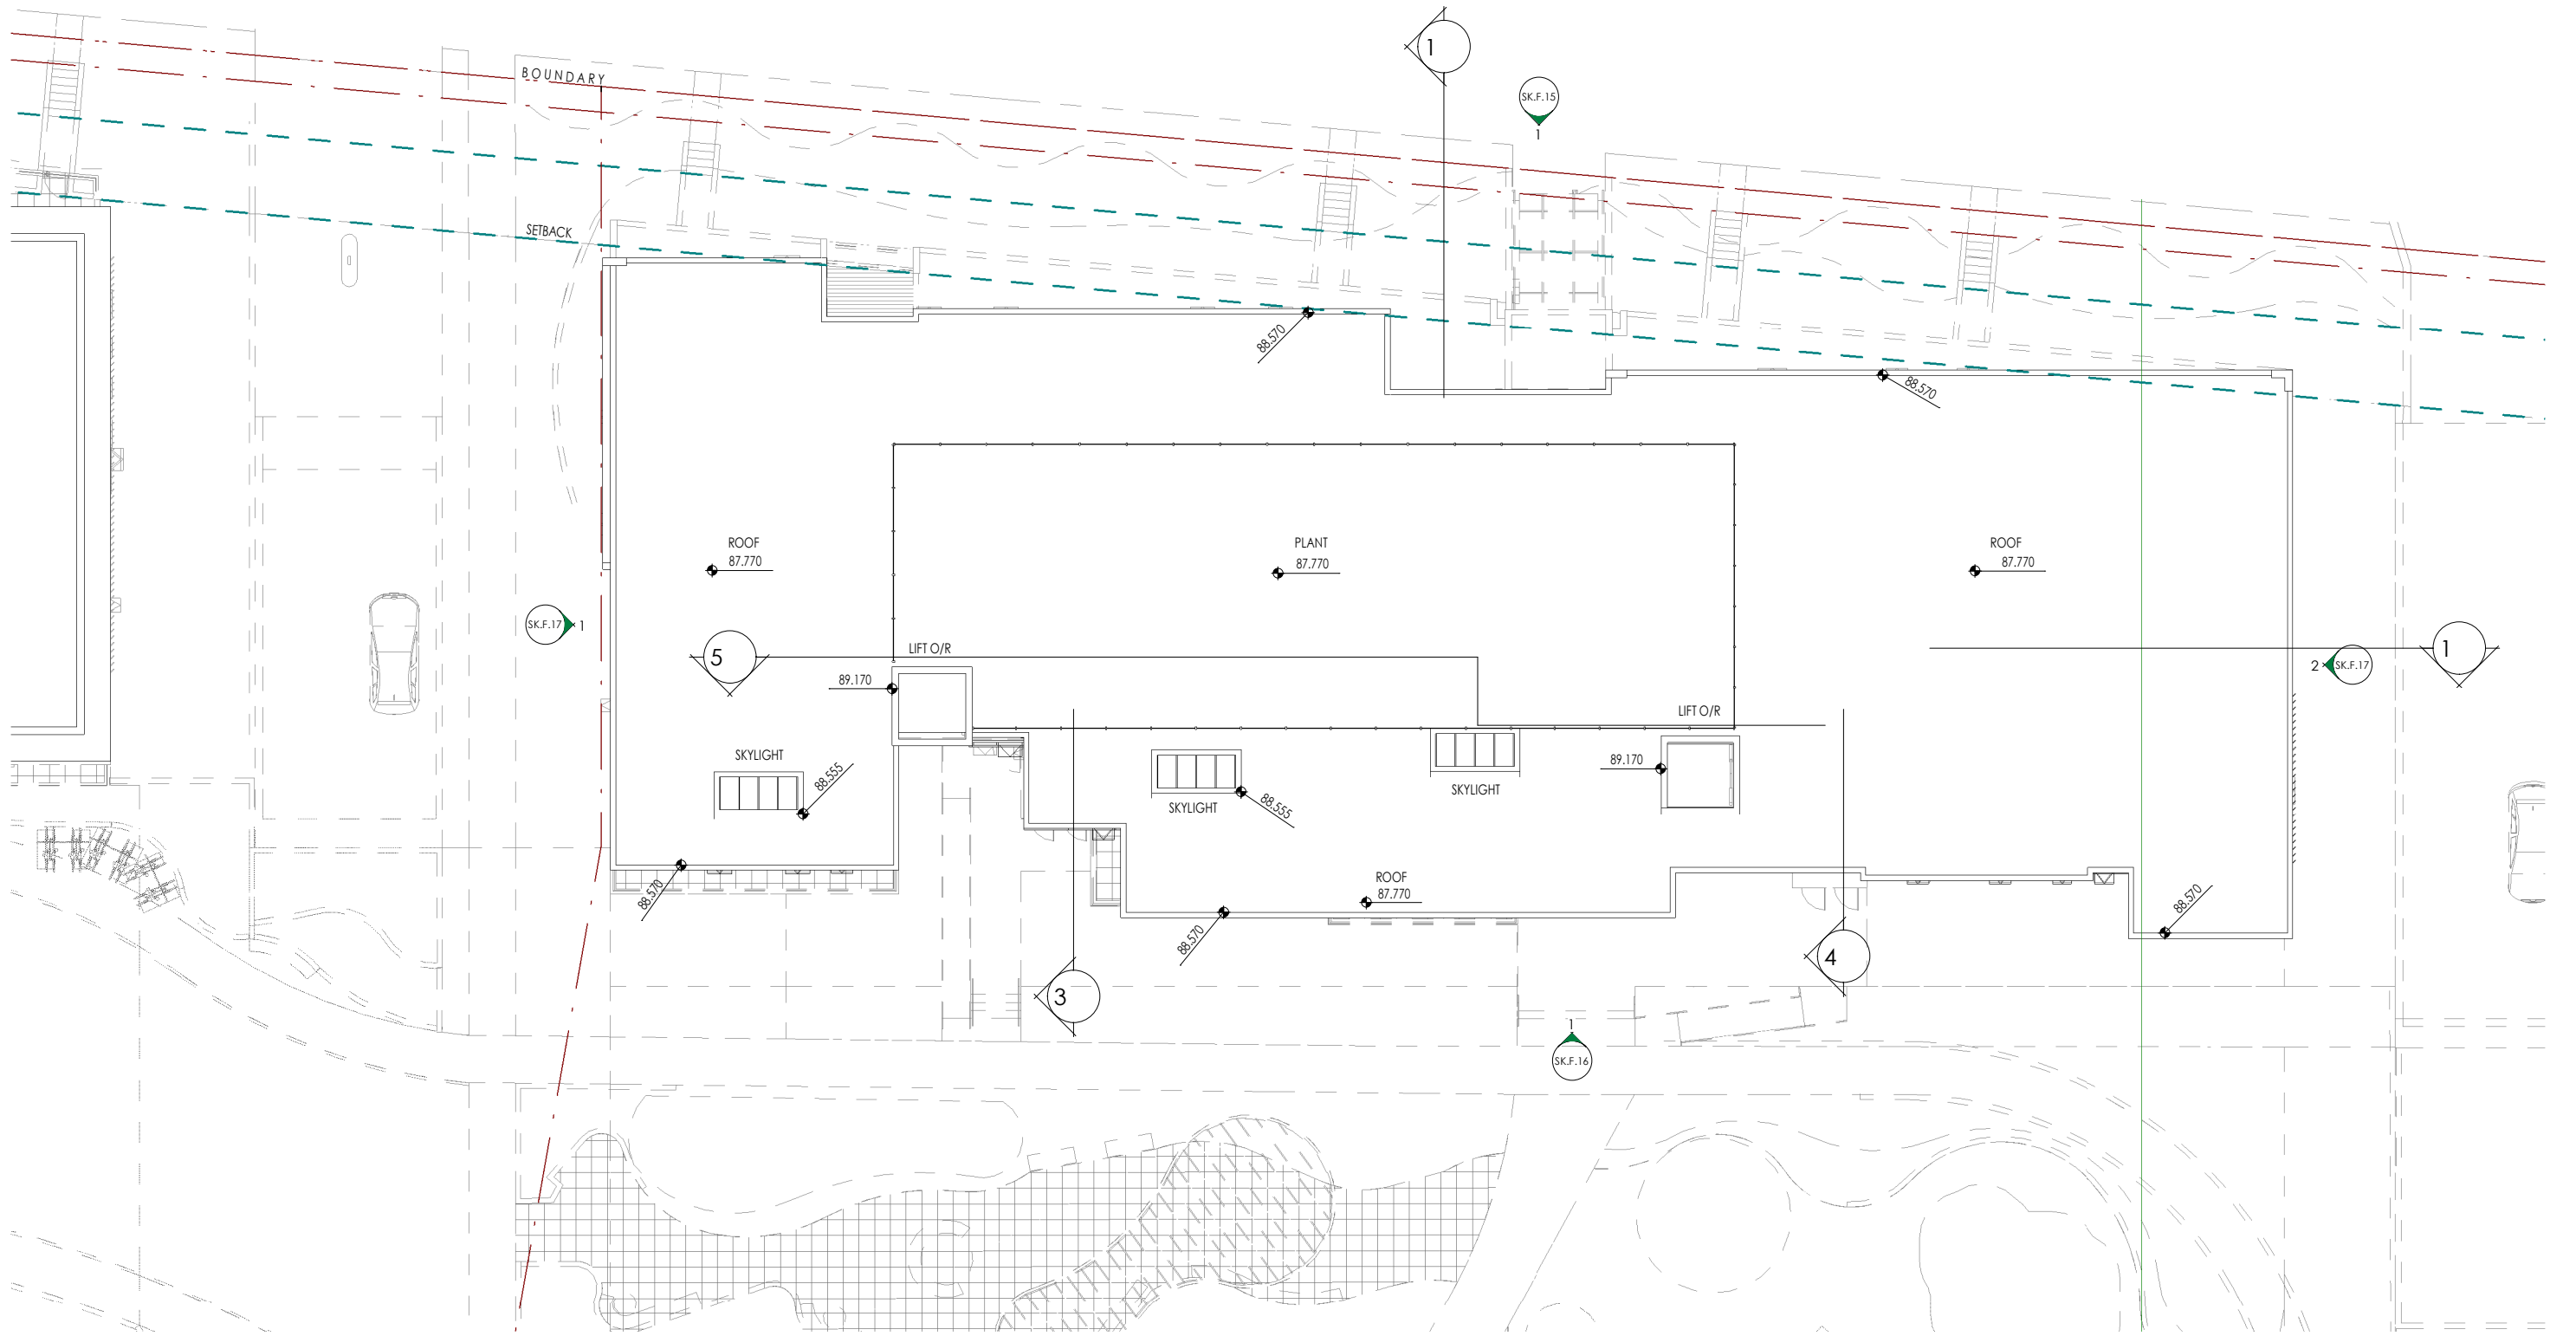 1
SK.F.15
1
BOUNDARY
SETBACK
88.570
88.570
ROOF
87.770
PLANT
87.770
ROOF
87.770
SK.F.17
1
5
LIFT O/R
1
2
SK.F.17
89.170
LIFT O/R
SKYLIGHT
88.555
SKYLIGHT
88.555
SKYLIGHT
89.170
88.570
ROOF
87.770
88.570
88.570
3
4
1
SK.F.16